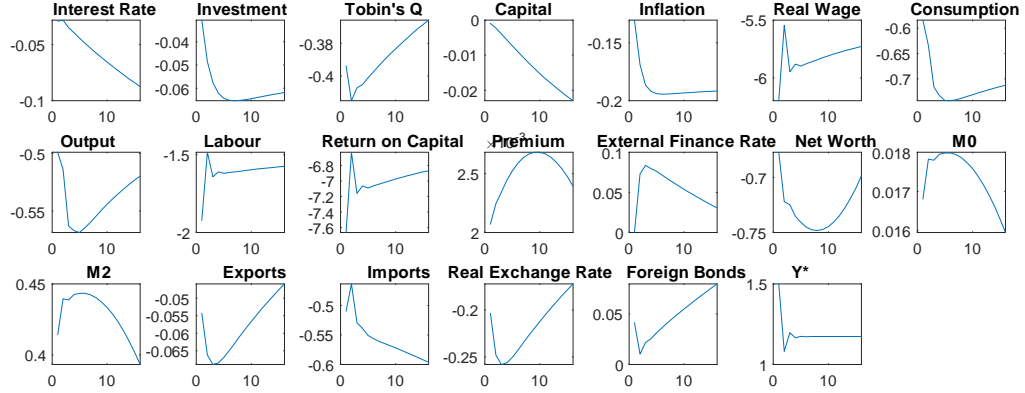 Interest Rate Investment Tobin's Q Capital Inflation Real Wage Consumption
-0.05 -0.1 0 10
-0.04 -0.05 -0.06 0 10
-0.38 -0.4 0 10
0 -0.01 -0.02 0 10
-0.15 -0.2 0 10
-5.5 -6 0 10
-0.6 -0.7 0 10
Output Labour Return on Capital Premium External Finance Rate Net Worth M0
-0.5 -0.55 0 10
-1.5 -2 0 10
-6.8 -7 -7.2 -7.4 -7.6 0 10
2.5 2 0 10
0.1 0.05 0 0 10
-0.7 -0.75 0 10
0.018 0.017 0.016 0 10
M2 Exports Imports Real Exchange Rate Foreign Bonds Y*
0.45 0.4 0 10
-0.05 -0.055 -0.06 -0.065 0 10
-0.5 -0.55 -0.6 0 10
-0.2 -0.25 0 10
0.05 0 0 10
1.5 1 0 10